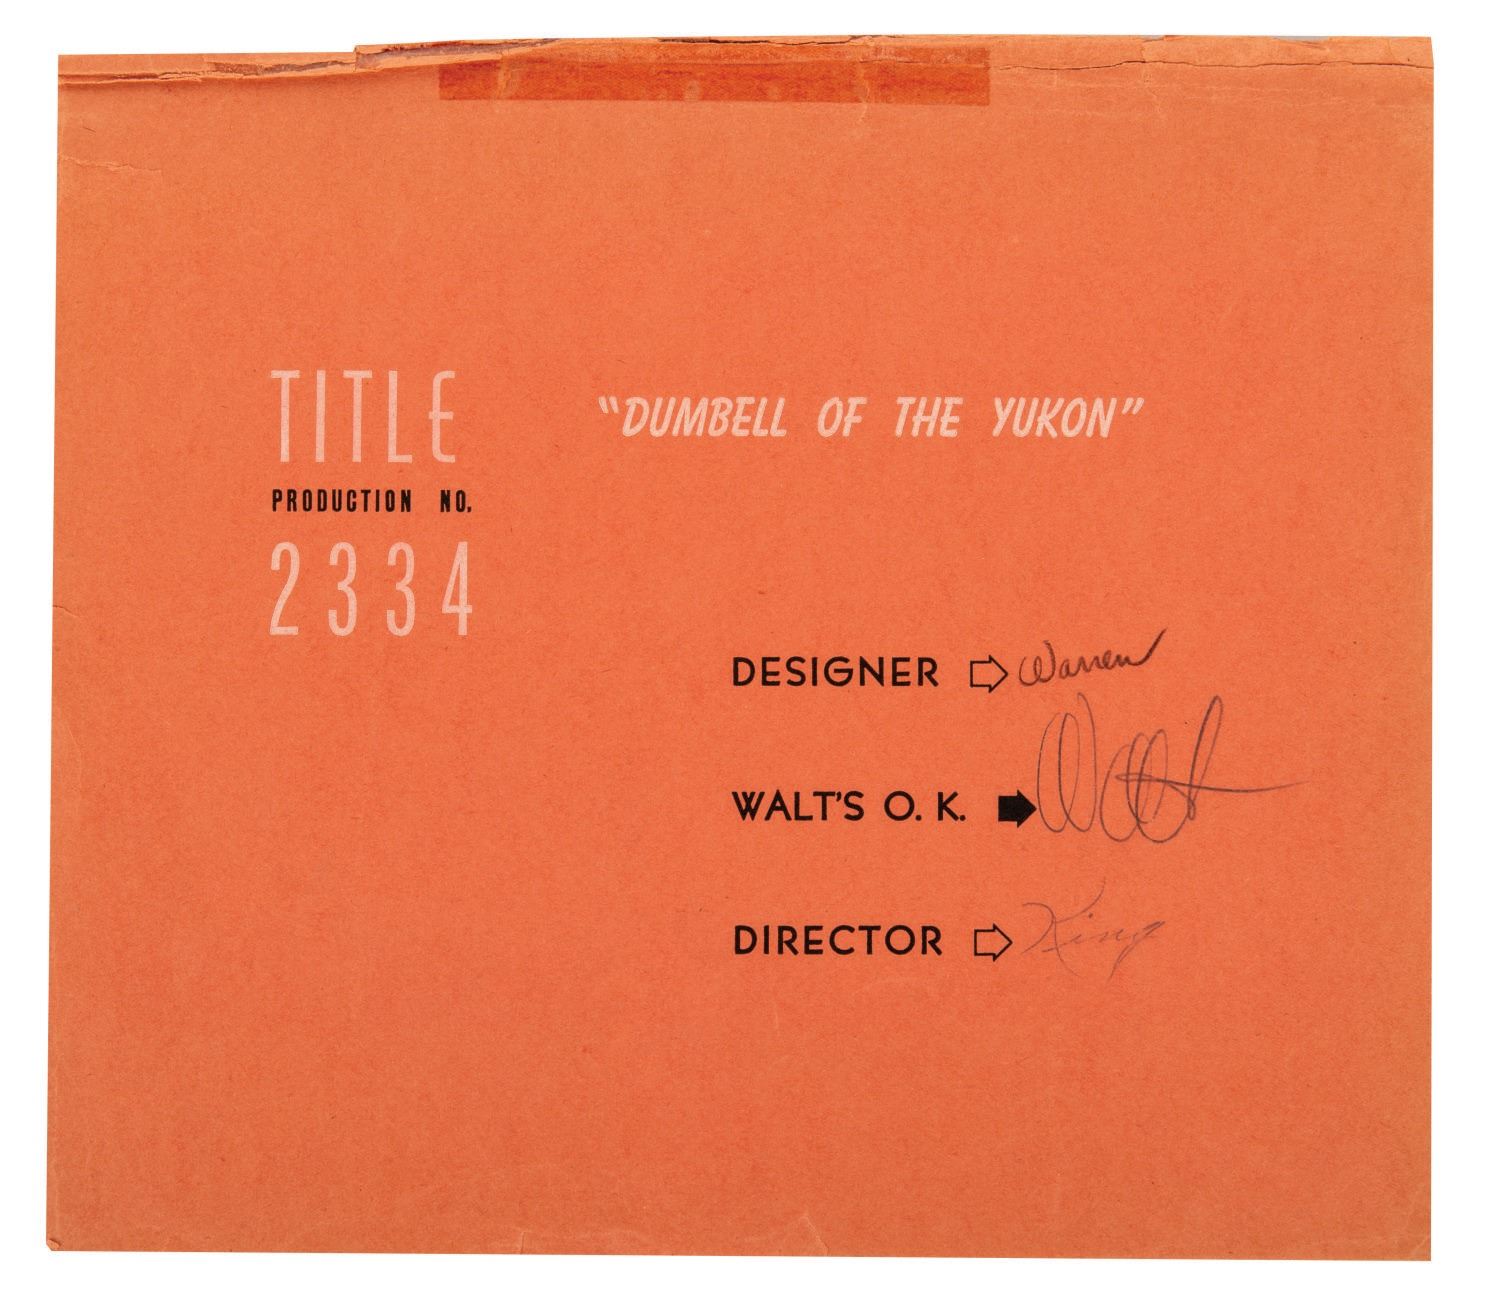 TITLE "DUMBELL OF THE YUKON"
PRODUCTION NO.
2334
DESIGNER Warren
WALT'S O. K. Walt
DIRECTOR King